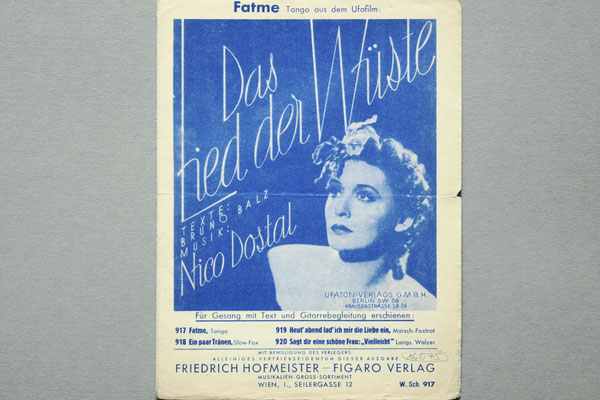 Fatme Tango aus dem Ufafilm:
Das
Lied der Wüste
TEXTE:
BRUNO BALZ
MUSIK:
Nico Dostal
UFATON-VERLAGS G.M.B.H.
BERLIN SW 68
KRAUSENSTRASSE 38-39
Für Gesang mit Text und Gitarrebegleitung erschienen:
917 Fatme, Tango
918 Ein paar Tränen, Slow-Fox
919 Heut' abend lad' ich mir die Liebe ein, Marsch-Foxtrot
920 Sagt dir eine schöne Frau: „Vielleicht" Langs. Walzer
MIT BEWILLIGUNG DES VERLEGERS
ALLEINIGES VERTRIEBSEIGENTUM DIESER AUSGABE
FRIEDRICH HOFMEISTER – FIGARO VERLAG
MUSIKALIEN-GROSS-SORTIMENT
WIEN, I., SEILERGASSE 12
W. Sch. 917